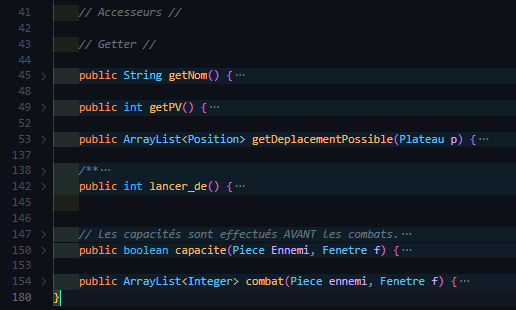 41 // Accesseurs //
42
43 // Getter //
44
45 > public String getNom() {···
48
49 > public int getPV() {···
52
53 > public ArrayList<Position> getDeplacementPossible(Plateau p) {···
137
138 > /**···
142 > public int lancer_de() {···
145
146
147 > // Les capacités sont effectués AVANT les combats.···
150 > public boolean capacite(Piece Ennemi, Fenetre f) {···
153
154 > public ArrayList<Integer> combat(Piece ennemi, Fenetre f) {···
180 }